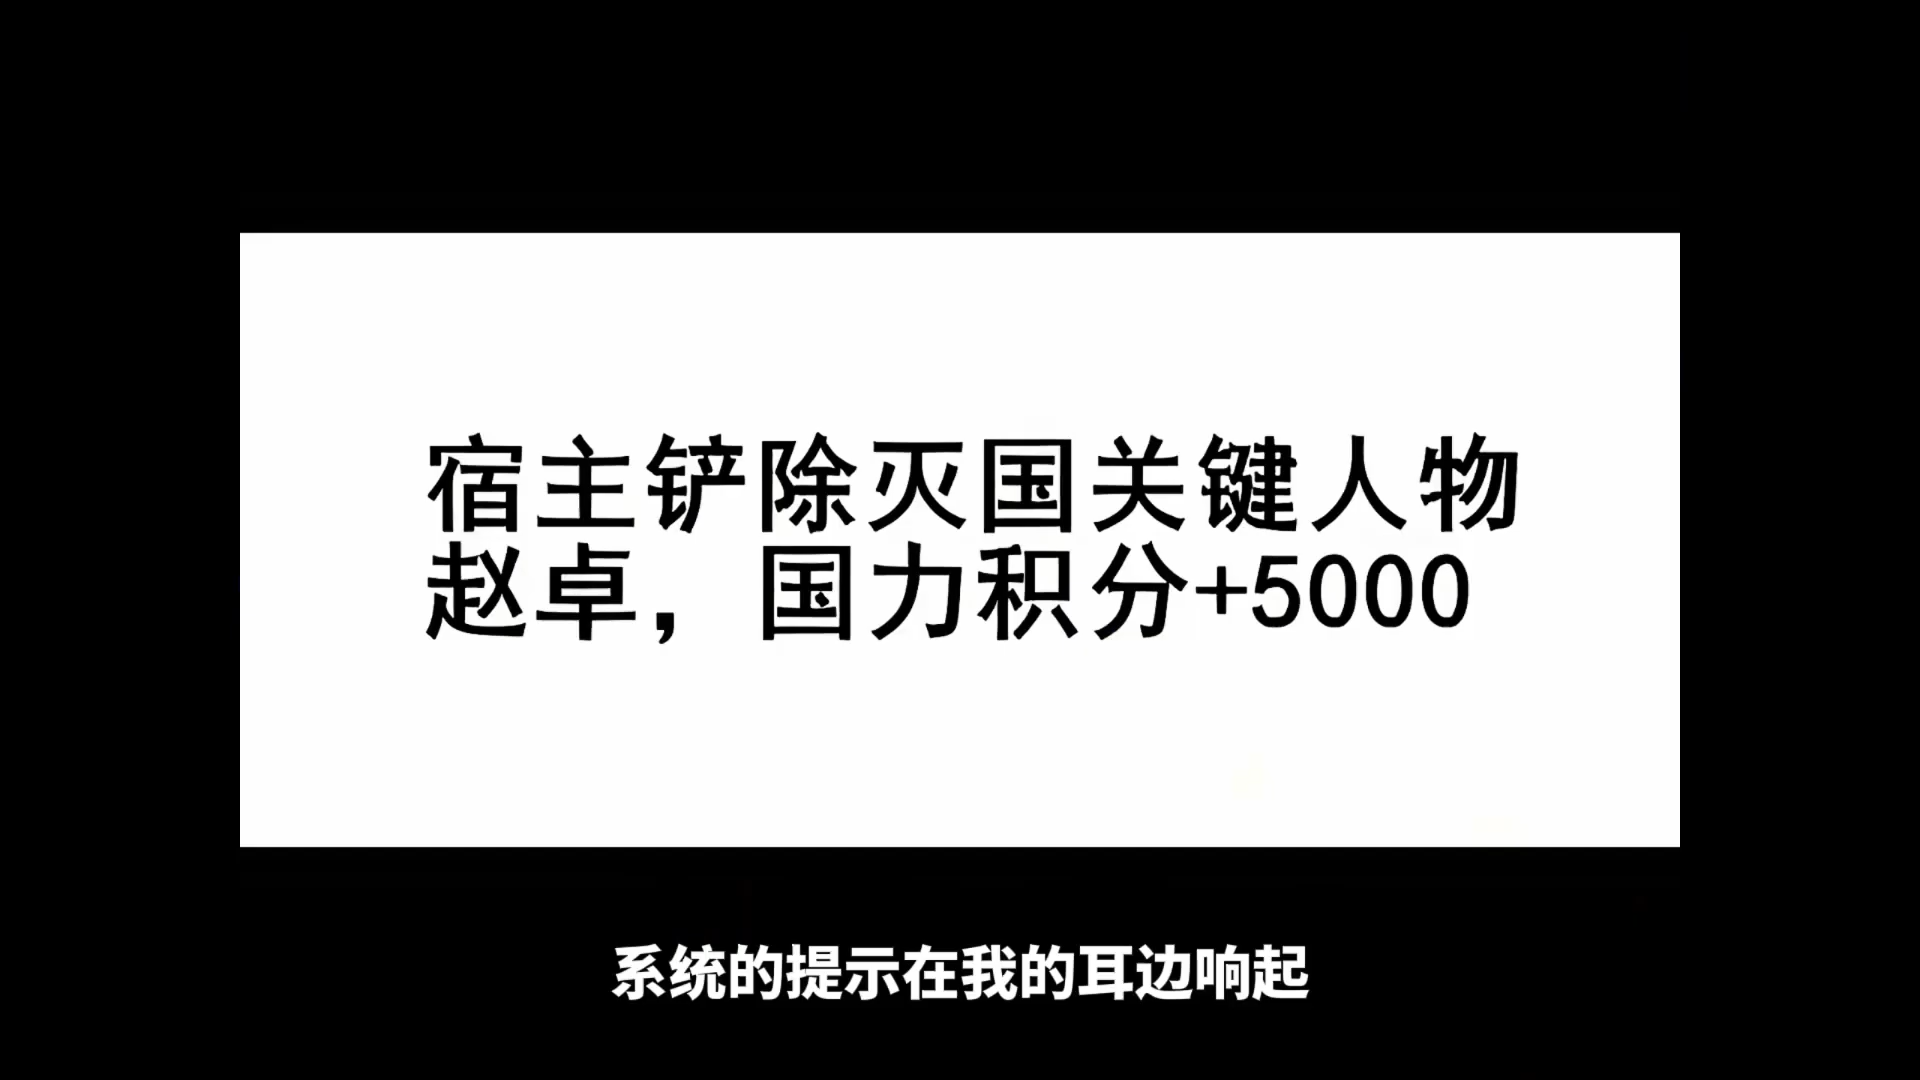 宿主铲除灭国关键人物
赵卓，国力积分+5000
系统的提示在我的耳边响起